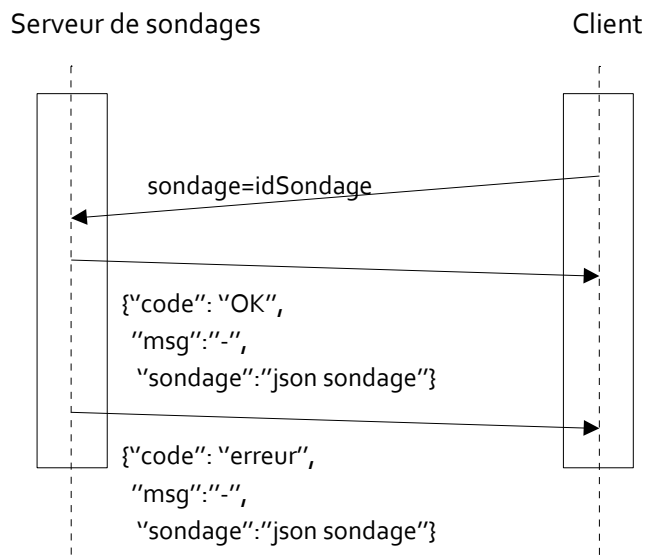 Serveur de sondages
Client
sondage=idSondage
{‘’code’’: ‘’OK’’,
‘’msg’’:’’-’’,
‘’sondage’’:’’json sondage’’}
{‘’code’’: ‘’erreur’’,
‘’msg’’:’’-’’,
‘’sondage’’:’’json sondage’’}